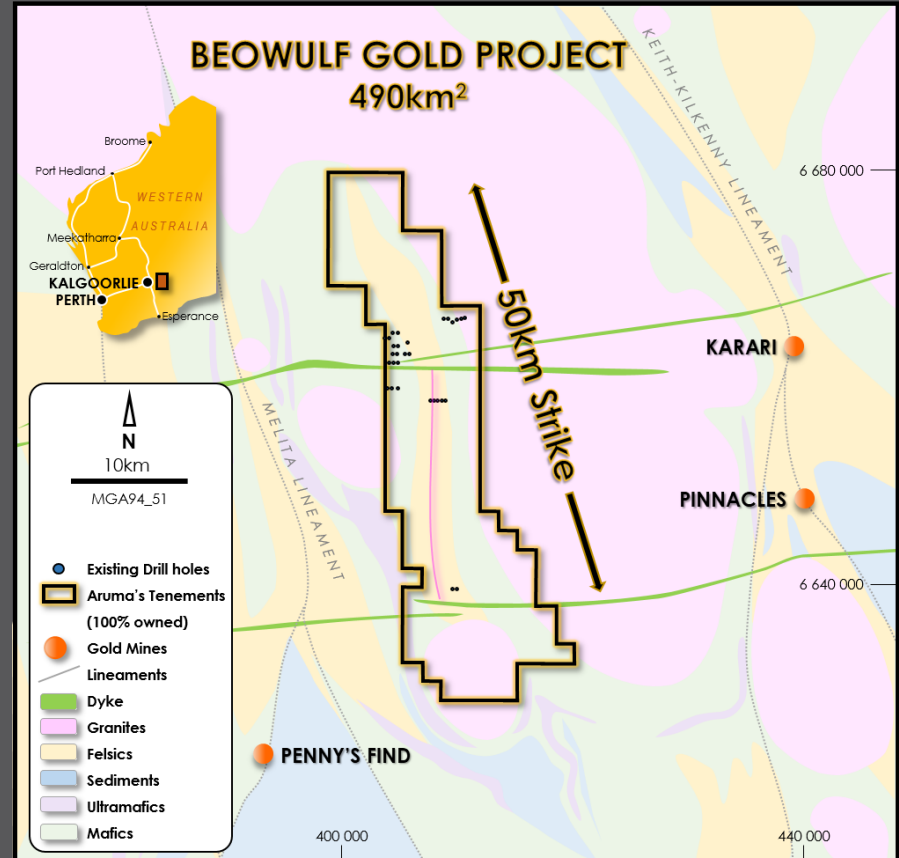 BEOWULF GOLD PROJECT
490km²
KEITH-KILKENNY LINEAMENT
6 680 000
Broome
Port Hedland
WESTERN
AUSTRALIA
Meekatharra
Geraldton
KALGOORLIE
PERTH
Esperance
50km Strike
KARARI
MELITA LINEAMENT
PINNACLES
6 640 000
N
10km
MGA94_51
Existing Drill holes
Aruma's Tenements
(100% owned)
Gold Mines
Lineaments
Dyke
Granites
Felsics
Sediments
Ultramafics
Mafics
PENNY'S FIND
400 000
440 000